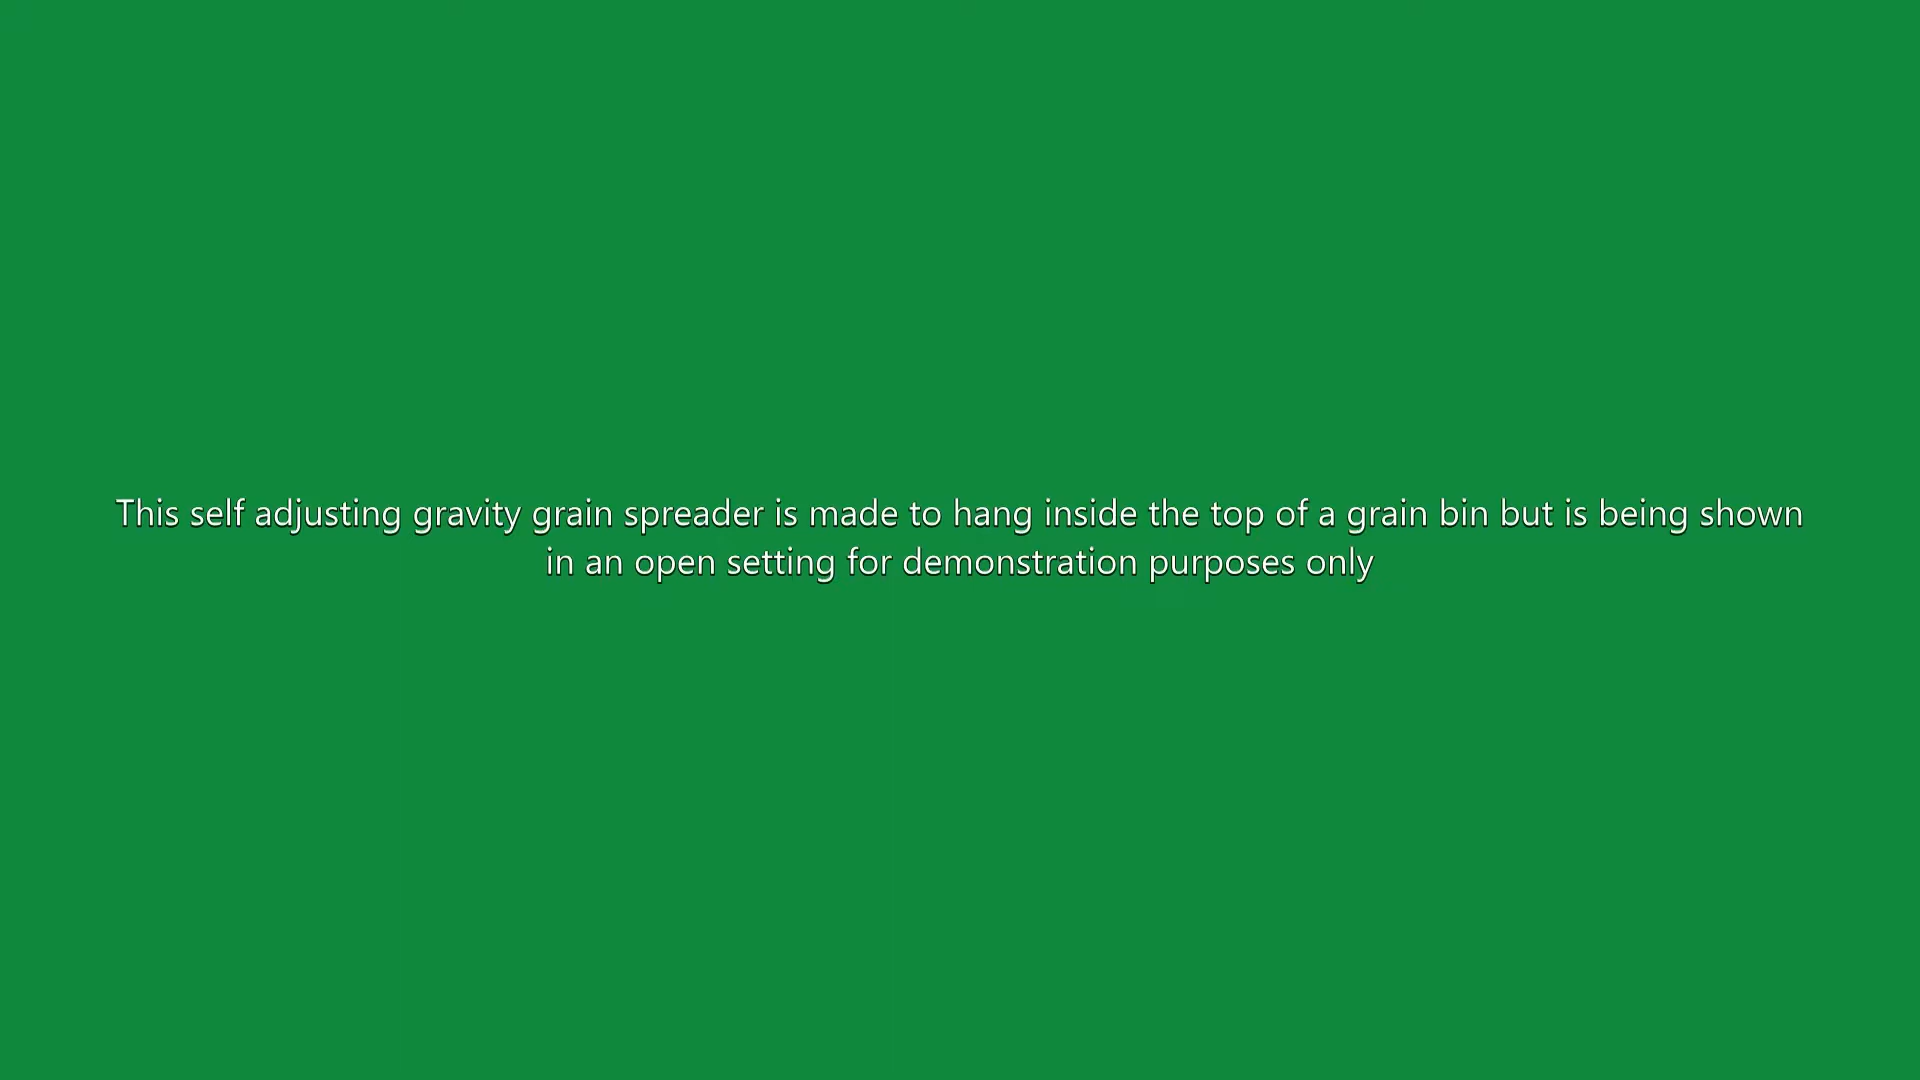 This self adjusting gravity grain spreader is made to hang inside the top of a grain bin but is being shown
in an open setting for demonstration purposes only